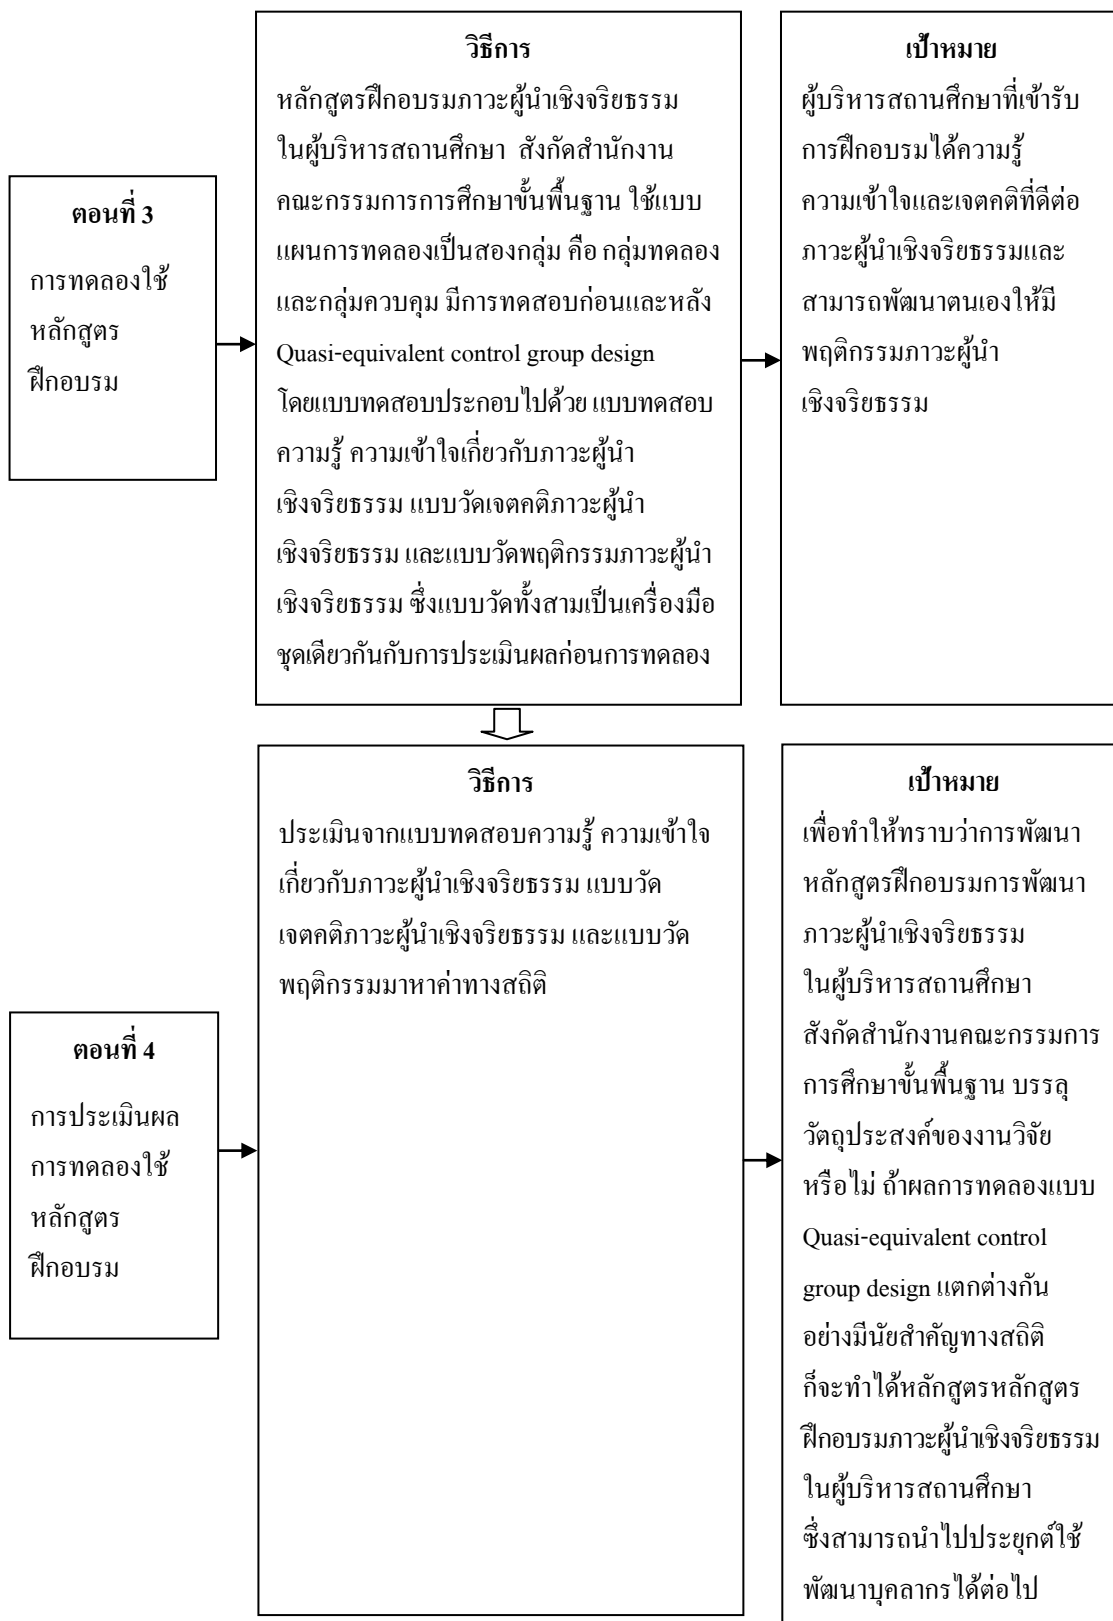 ตอนที่ 3
การทดลองใช้
หลักสูตร
ฝึกอบรม
วิธีการ
หลักสูตรฝึกอบรมภาวะผู้นำเชิงจริยธรรม
ในผู้บริหารสถานศึกษา สังกัดสำนักงาน
คณะกรรมการการศึกษาขั้นพื้นฐาน ใช้แบบ
แผนการทดลองเป็นสองกลุ่ม คือ กลุ่มทดลอง
และกลุ่มควบคุม มีการทดสอบก่อนและหลัง
Quasi-equivalent control group design
โดยแบบทดสอบประกอบไปด้วย แบบทดสอบ
ความรู้ ความเข้าใจเกี่ยวกับภาวะผู้นำ
เชิงจริยธรรม แบบวัดเจตคติภาวะผู้นำ
เชิงจริยธรรม และแบบวัดพฤติกรรมภาวะผู้นำ
เชิงจริยธรรม ซึ่งแบบวัดทั้งสามเป็นเครื่องมือ
ชุดเดียวกันกับการประเมินผลก่อนการทดลอง
เป้าหมาย
ผู้บริหารสถานศึกษาที่เข้ารับ
การฝึกอบรมได้ความรู้
ความเข้าใจและเจตคติที่ดีต่อ
ภาวะผู้นำเชิงจริยธรรมและ
สามารถพัฒนาตนเองให้มี
พฤติกรรมภาวะผู้นำ
เชิงจริยธรรม
ตอนที่ 4
การประเมินผล
การทดลองใช้
หลักสูตร
ฝึกอบรม
วิธีการ
ประเมินจากแบบทดสอบความรู้ ความเข้าใจ
เกี่ยวกับภาวะผู้นำเชิงจริยธรรม แบบวัด
เจตคติภาวะผู้นำเชิงจริยธรรม และแบบวัด
พฤติกรรมมาหาค่าทางสถิติ
เป้าหมาย
เพื่อทำให้ทราบว่าการพัฒนา
หลักสูตรฝึกอบรมการพัฒนา
ภาวะผู้นำเชิงจริยธรรม
ในผู้บริหารสถานศึกษา
สังกัดสำนักงานคณะกรรมการ
การศึกษาขั้นพื้นฐาน บรรลุ
วัตถุประสงค์ของงานวิจัย
หรือไม่ ถ้าผลการทดลองแบบ
Quasi-equivalent control
group design แตกต่างกัน
อย่างมีนัยสำคัญทางสถิติ
ก็จะทำได้หลักสูตรหลักสูตร
ฝึกอบรมภาวะผู้นำเชิงจริยธรรม
ในผู้บริหารสถานศึกษา
ซึ่งสามารถนำไปประยุกต์ใช้
พัฒนาบุคลากรได้ต่อไป